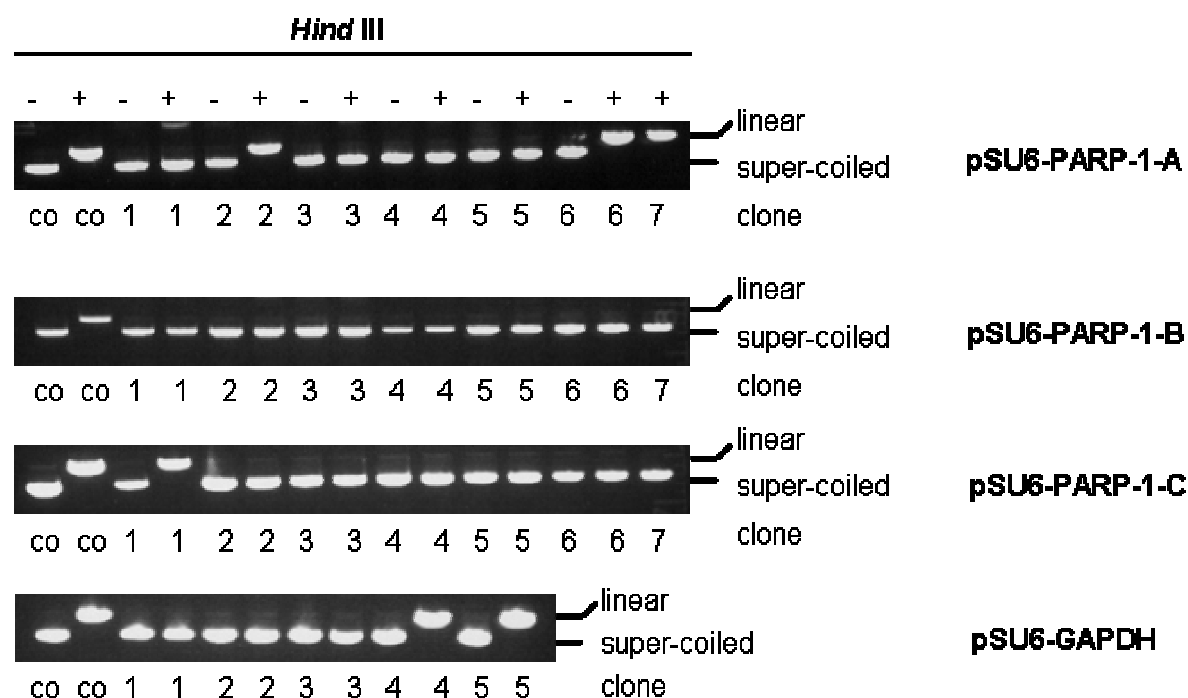 Hind III
- + - + - + - + - + - + - + +
linear
super-coiled
pSU6-PARP-1-A
co co 1 1 2 2 3 3 4 4 5 5 6 6 7 clone
linear
super-coiled
pSU6-PARP-1-B
co co 1 1 2 2 3 3 4 4 5 5 6 6 7 clone
linear
super-coiled
pSU6-PARP-1-C
co co 1 1 2 2 3 3 4 4 5 5 6 6 7 clone
linear
super-coiled
pSU6-GAPDH
co co 1 1 2 2 3 3 4 4 5 5 clone